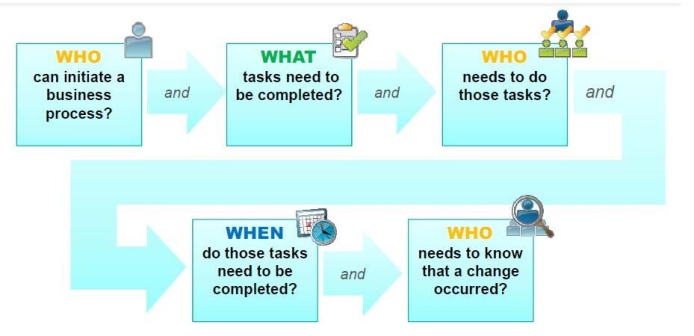 WHO
can initiate a
business
process?
and
WHAT
tasks need to
be completed?
and
WHO
needs to do
those tasks?
and
WHEN
do those tasks
need to be
completed?
and
WHO
needs to know
that a change
occurred?